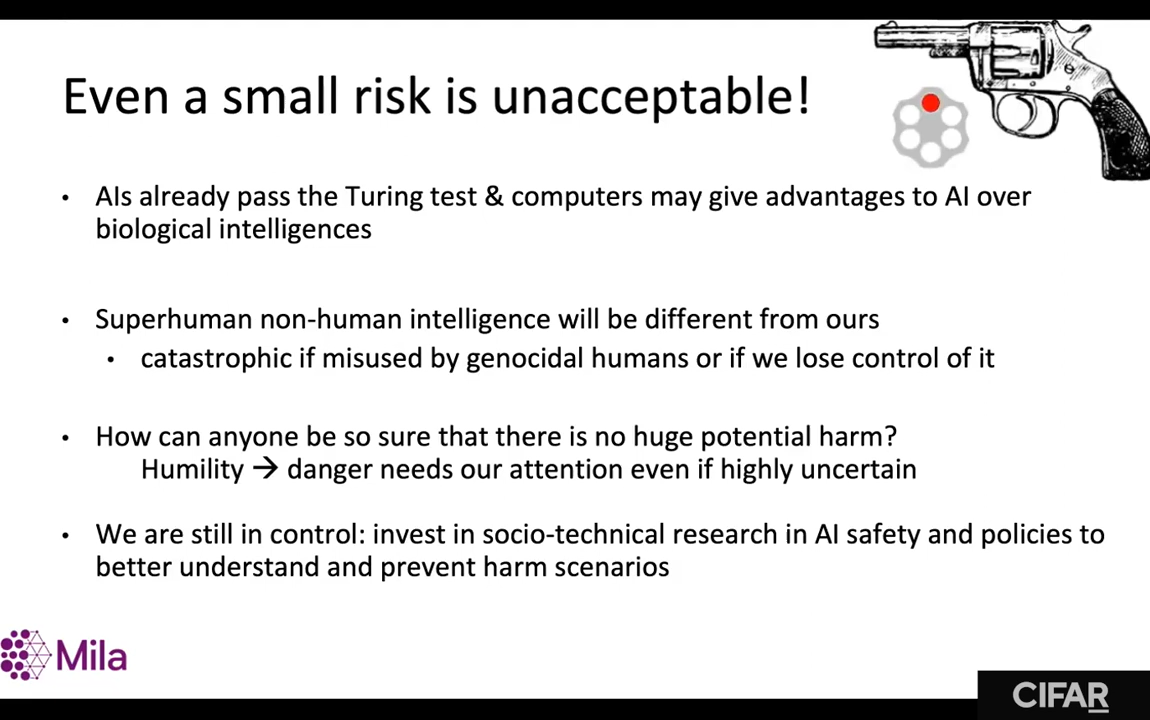 Even a small risk is unacceptable!
• AIs already pass the Turing test & computers may give advantages to AI over
biological intelligences
• Superhuman non-human intelligence will be different from ours
• catastrophic if misused by genocidal humans or if we lose control of it
• How can anyone be so sure that there is no huge potential harm?
Humility → danger needs our attention even if highly uncertain
• We are still in control: invest in socio-technical research in AI safety and policies to
better understand and prevent harm scenarios
Mila
CIFAR